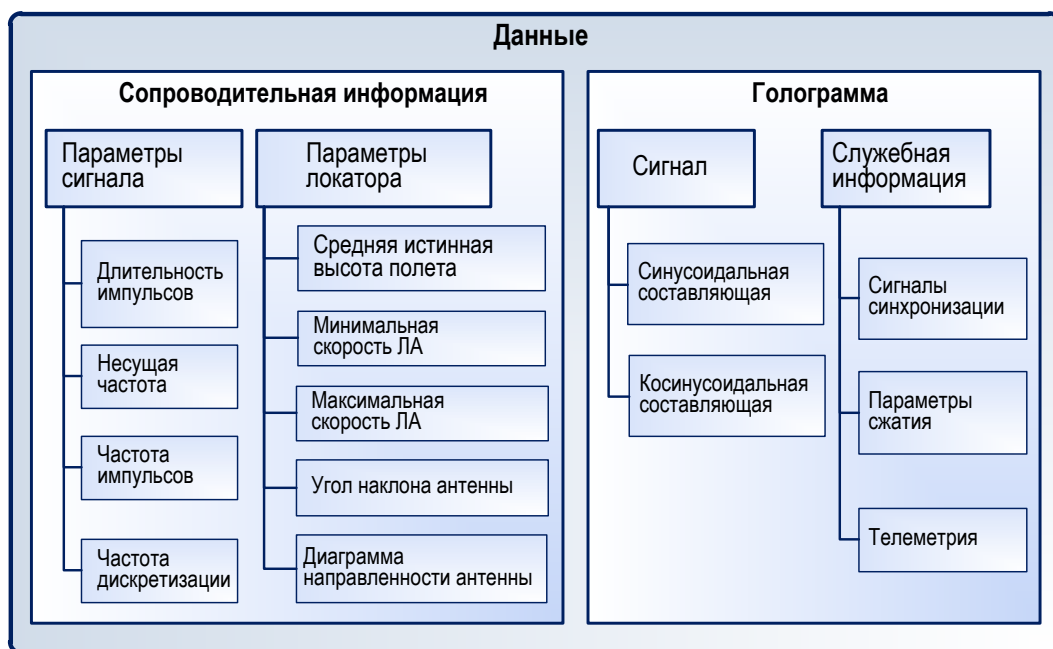 Данные
Сопроводительная информация
Параметры
сигнала
Длительность
импульсов
Несущая
частота
Частота
импульсов
Частота
дискретизации
Параметры
локатора
Средняя истинная
высота полета
Минимальная
скорость ЛА
Максимальная
скорость ЛА
Угол наклона антенны
Диаграмма
направленности антенны
Голограмма
Сигнал
Синусоидальная
составляющая
Косинусоидальная
составляющая
Служебная
информация
Сигналы
синхронизации
Параметры
сжатия
Телеметрия